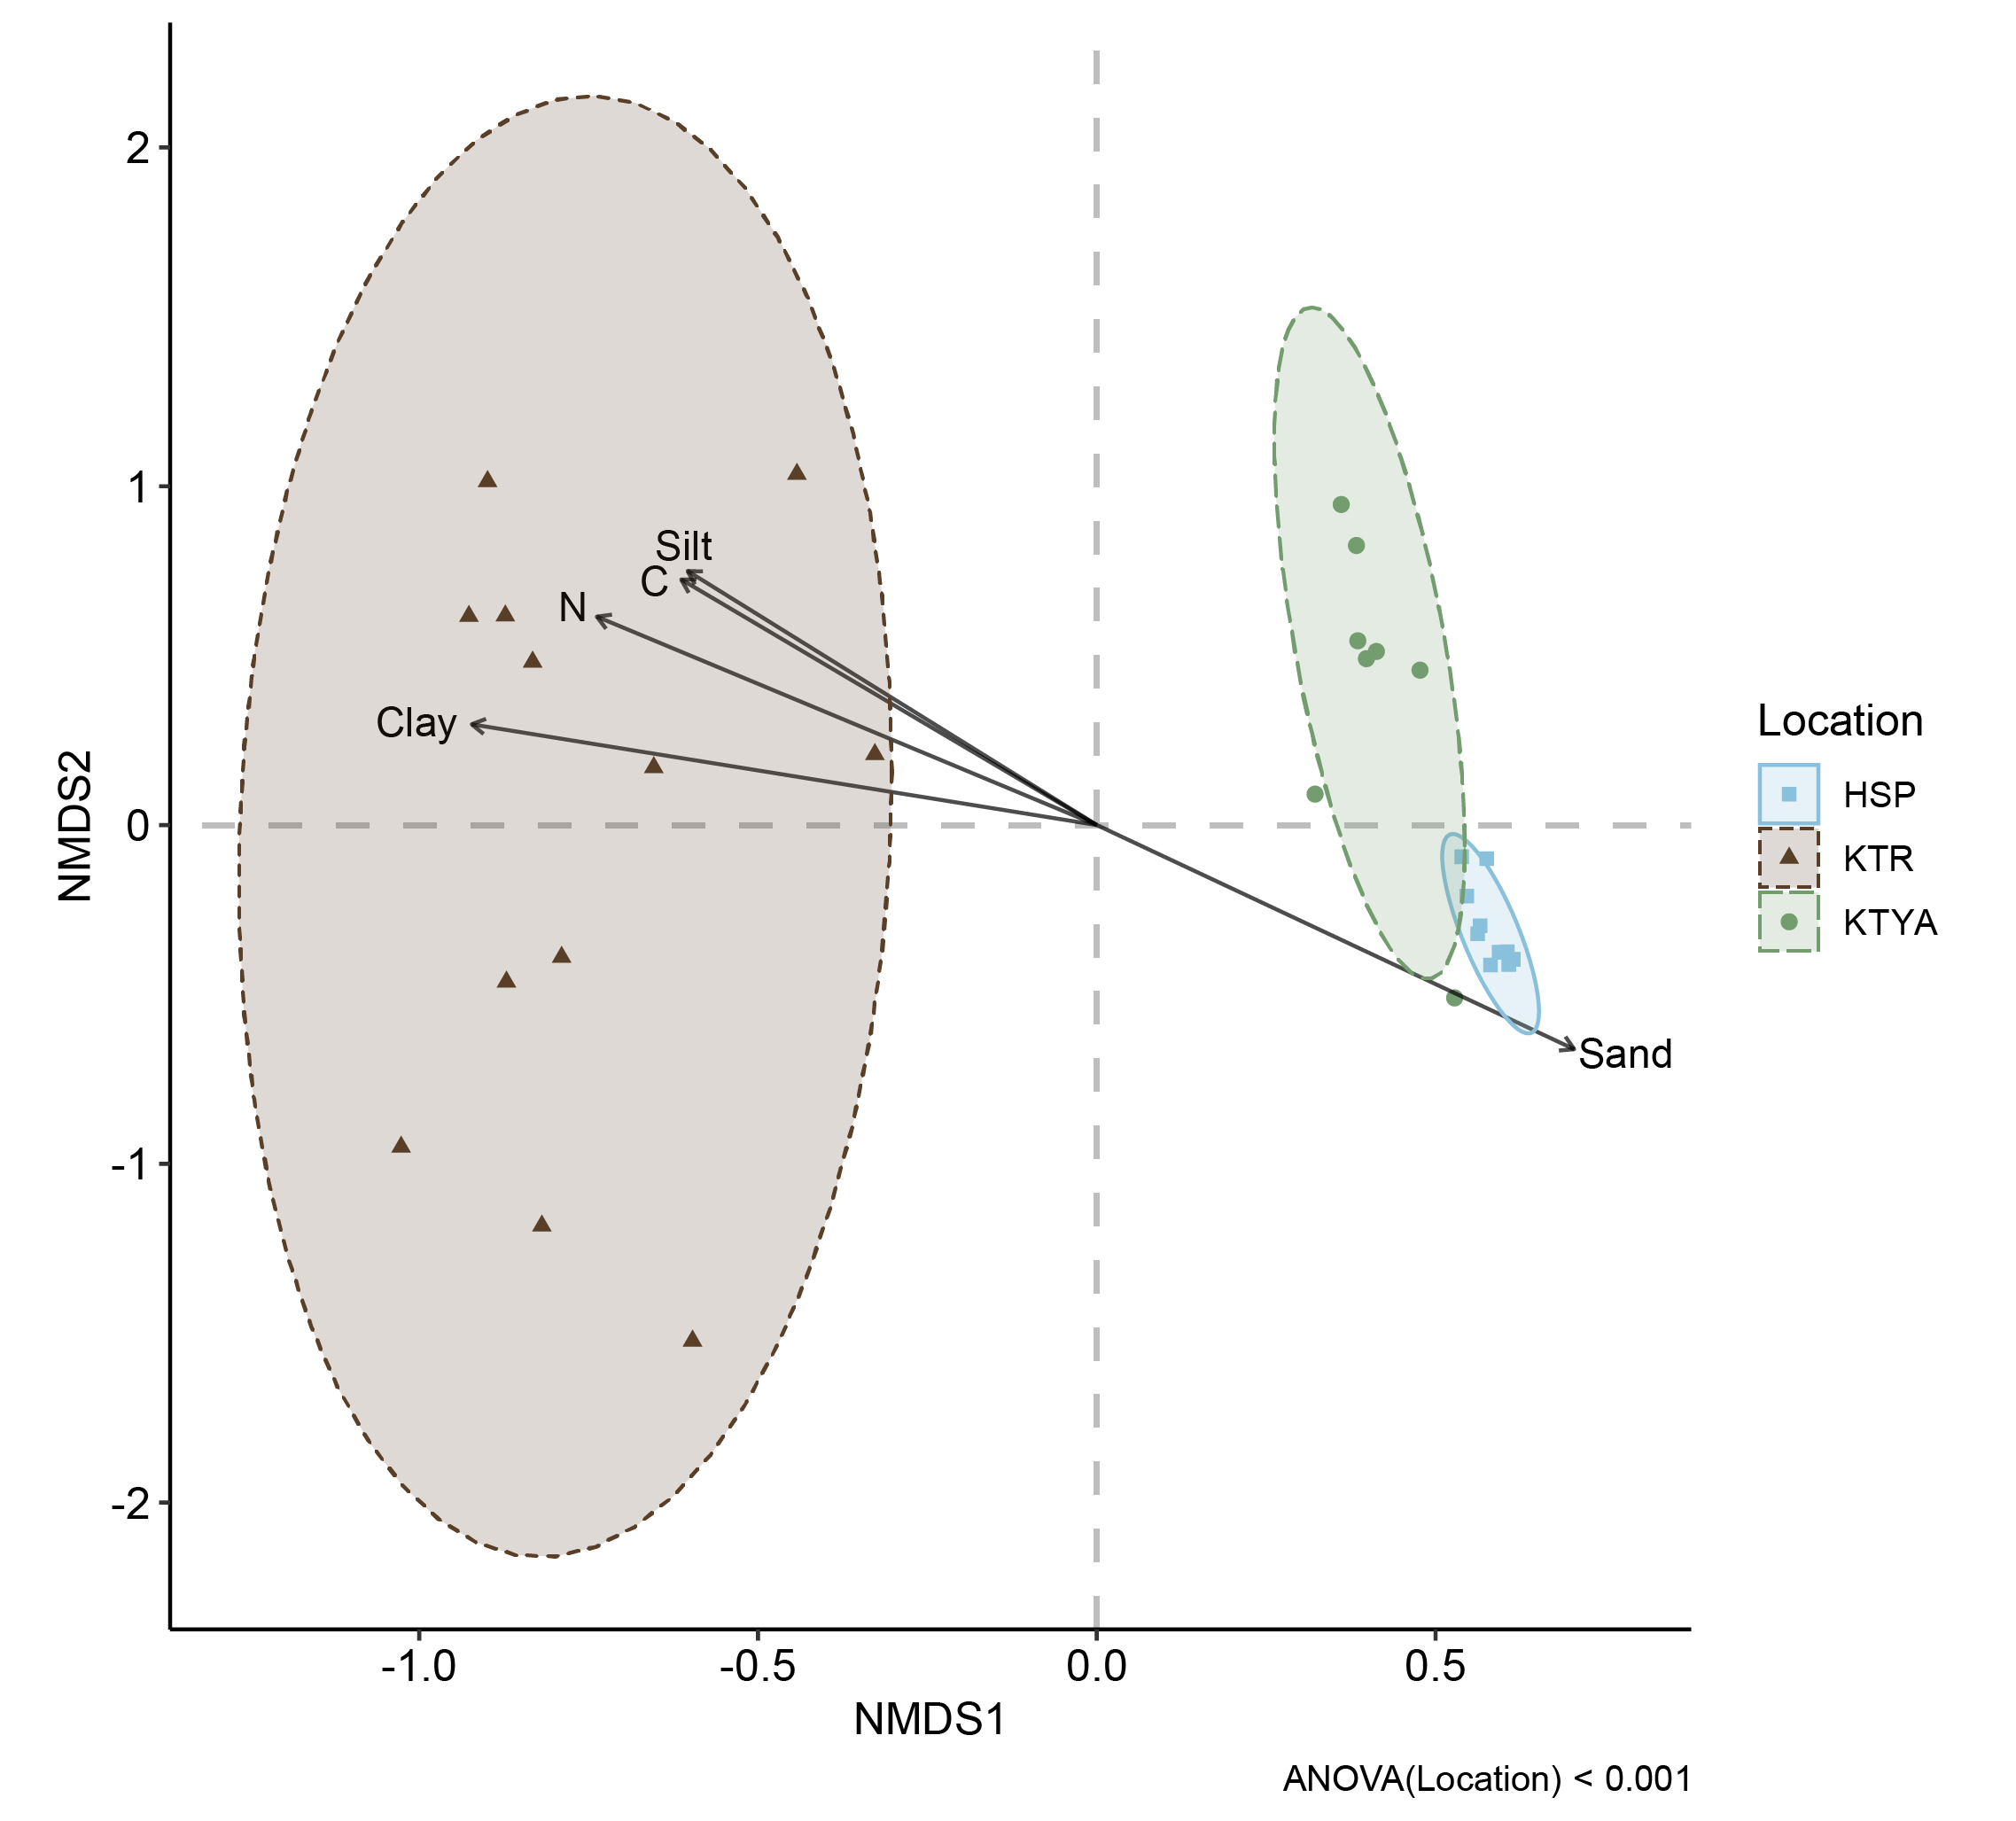 2
1
0
-1
-2
NMDS2
Silt
C
N
Clay
Sand
-1.0
-0.5
0.0
0.5
NMDS1
Location
HSP
KTR
KTYA
ANOVA(Location) < 0.001